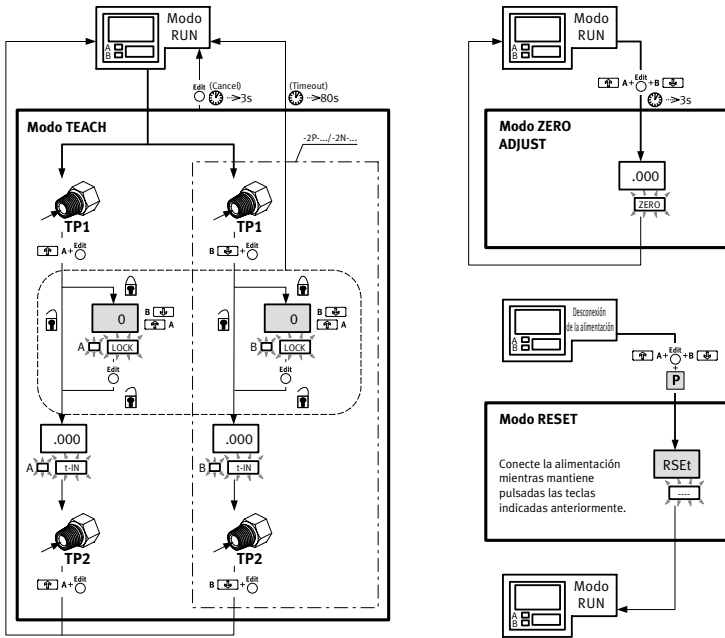 Modo
RUN
A
B
Edit (Cancel)
->3s
(Timeout)
->80s
Modo TEACH
-2P-.../-2N-...
TP1
TP1
A+Edit
B +Edit
0
B
A
A LOCK
Edit
0
B
A
B LOCK
Edit
.000
A t-IN
.000
B t-IN
TP2
TP2
A+Edit
B +Edit
Modo
RUN
A
B
A+Edit+B
->3s
Modo ZERO
ADJUST
.000
ZERO
Desconexión
de la alimentación
A
B
A+Edit+B
+
P
Modo RESET
Conecte la alimentación
mientras mantiene
pulsadas las teclas
indicadas anteriormente.
RSEt
----
Modo
RUN
A
B